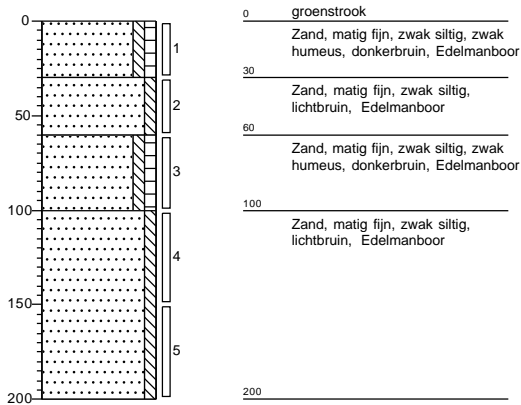 0
50
100
150
200
1
2
3
4
5
0 groenstrook
Zand, matig fijn, zwak siltig, zwak
humeus, donkerbruin, Edelmanboor
30
Zand, matig fijn, zwak siltig,
lichtbruin, Edelmanboor
60
Zand, matig fijn, zwak siltig, zwak
humeus, donkerbruin, Edelmanboor
100
Zand, matig fijn, zwak siltig,
lichtbruin, Edelmanboor
200